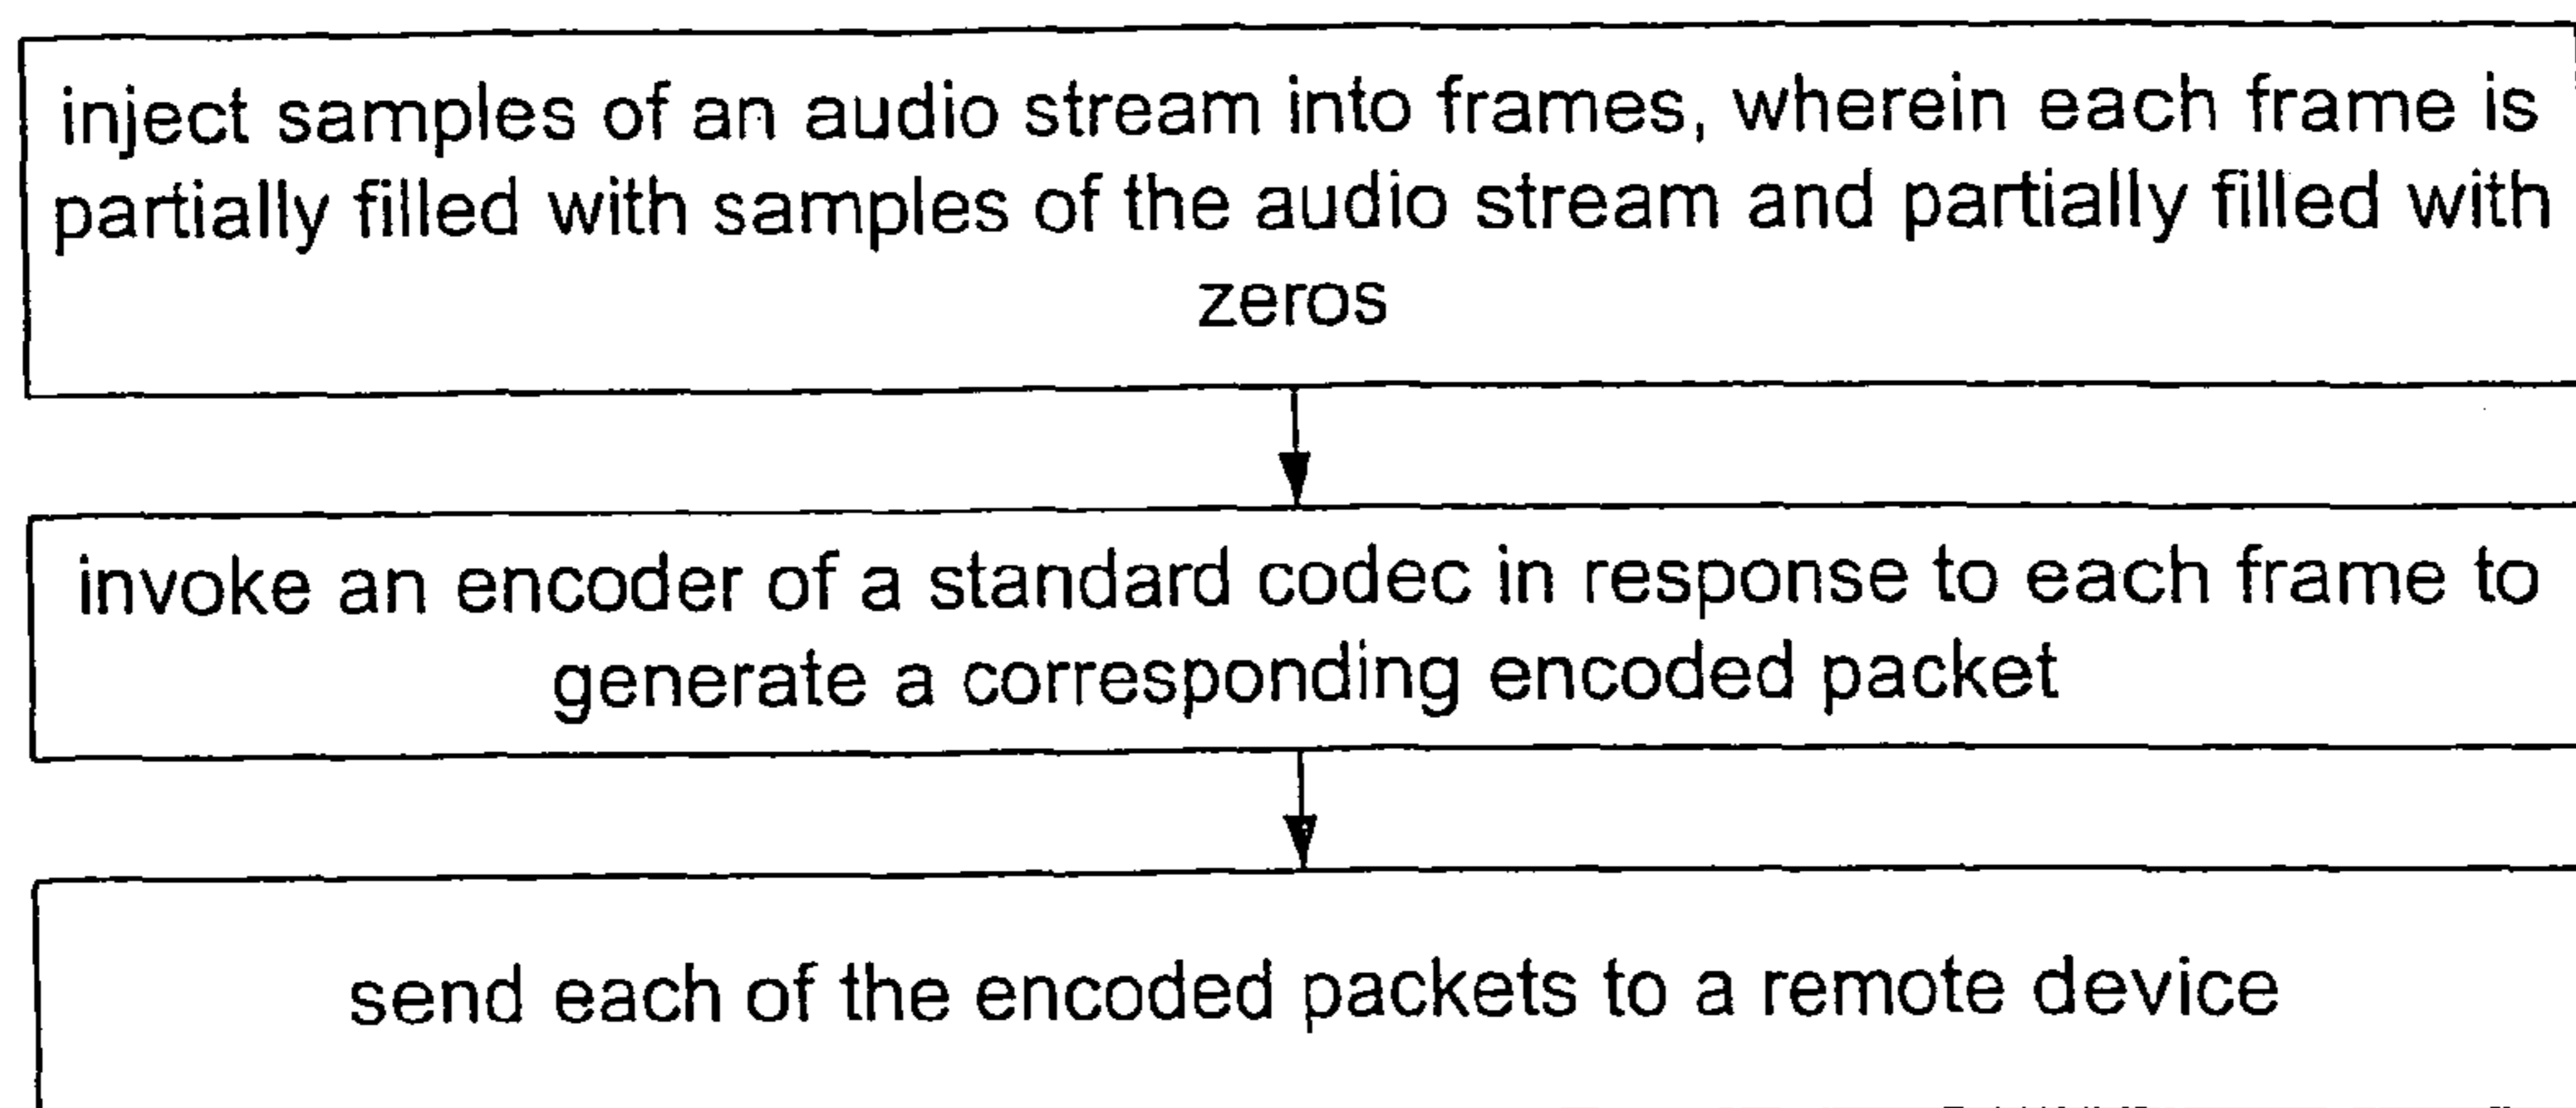 inject samples of an audio stream into frames, wherein each frame is
partially filled with samples of the audio stream and partially filled with
zeros
invoke an encoder of a standard codec in response to each frame to
generate a corresponding encoded packet
send each of the encoded packets to a remote device